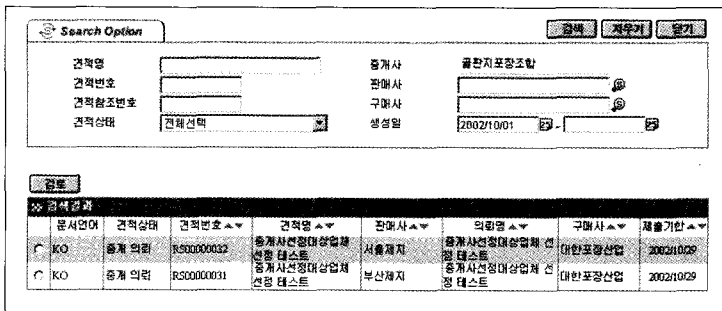 Search Option
검색 지우기 닫기
견적명 중개사 골판지포장조합
견적번호 판매사
견적참조번호 구매사
견적상태 전체선택 생성일 2002/10/01 -
검토
검색결과
문서언어 견적상태 견적번호▲▼ 견적명▲▼ 판매사▲▼ 의뢰명▲▼ 구매사▲▼ 제출기한▲▼
KO 중개 의뢰 RS00000032 중개사선정대상업체 선정 테스트 서울제지 중개사선정대상업체 선정 테스트 대한포장산업 2002/10/29
KO 중개 의뢰 RS00000031 중개사선정대상업체 선정 테스트 부산제지 중개사선정대상업체 선정 테스트 대한포장산업 2002/10/29